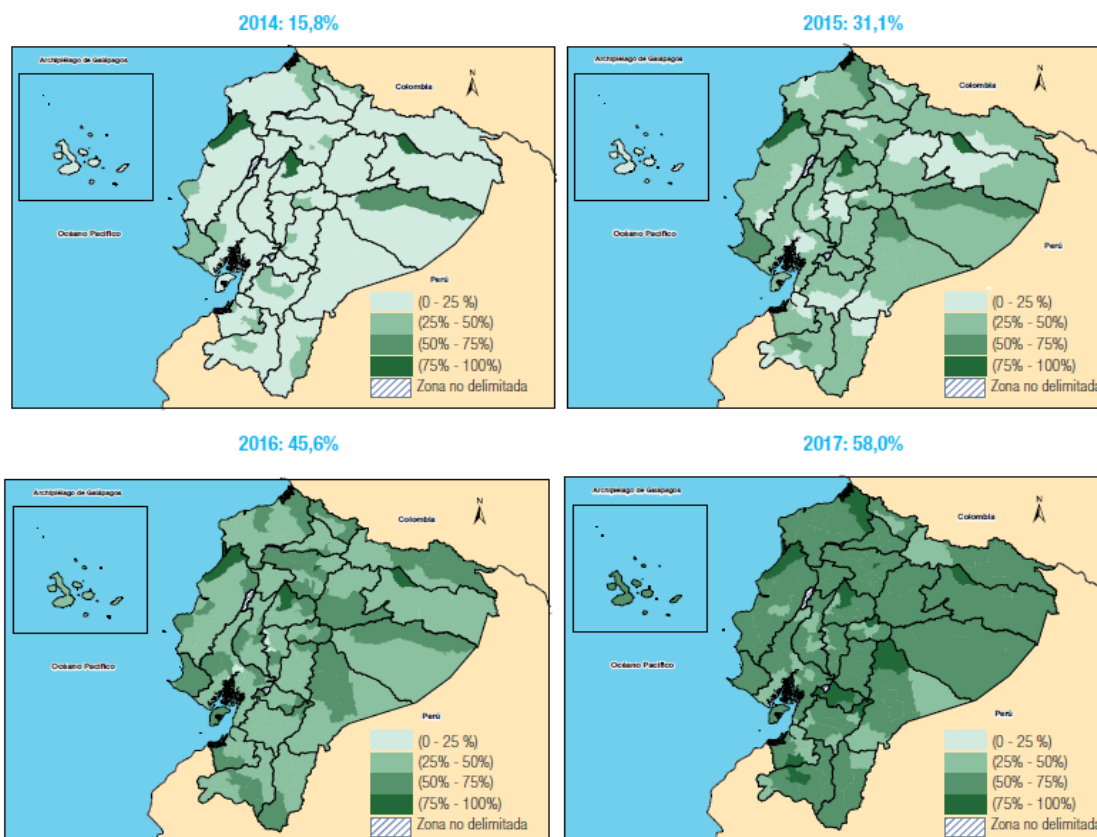 2014: 15,8%
Archipiélago de Galápagos
Colombia
N
Océano Pacífico
Perú
(0 - 25 %)
(25% - 50%)
(50% - 75%)
(75% - 100%)
Zona no delimitada
2015: 31,1%
Archipiélago de Galápagos
Colombia
N
Océano Pacífico
Perú
(0 - 25 %)
(25% - 50%)
(50% - 75%)
(75% - 100%)
Zona no delimitada
2016: 45,6%
Archipiélago de Galápagos
Colombia
N
Océano Pacífico
Perú
(0 - 25 %)
(25% - 50%)
(50% - 75%)
(75% - 100%)
Zona no delimitada
2017: 58,0%
Archipiélago de Galápagos
Colombia
N
Océano Pacífico
Perú
(0 - 25 %)
(25% - 50%)
(50% - 75%)
(75% - 100%)
Zona no delimitada